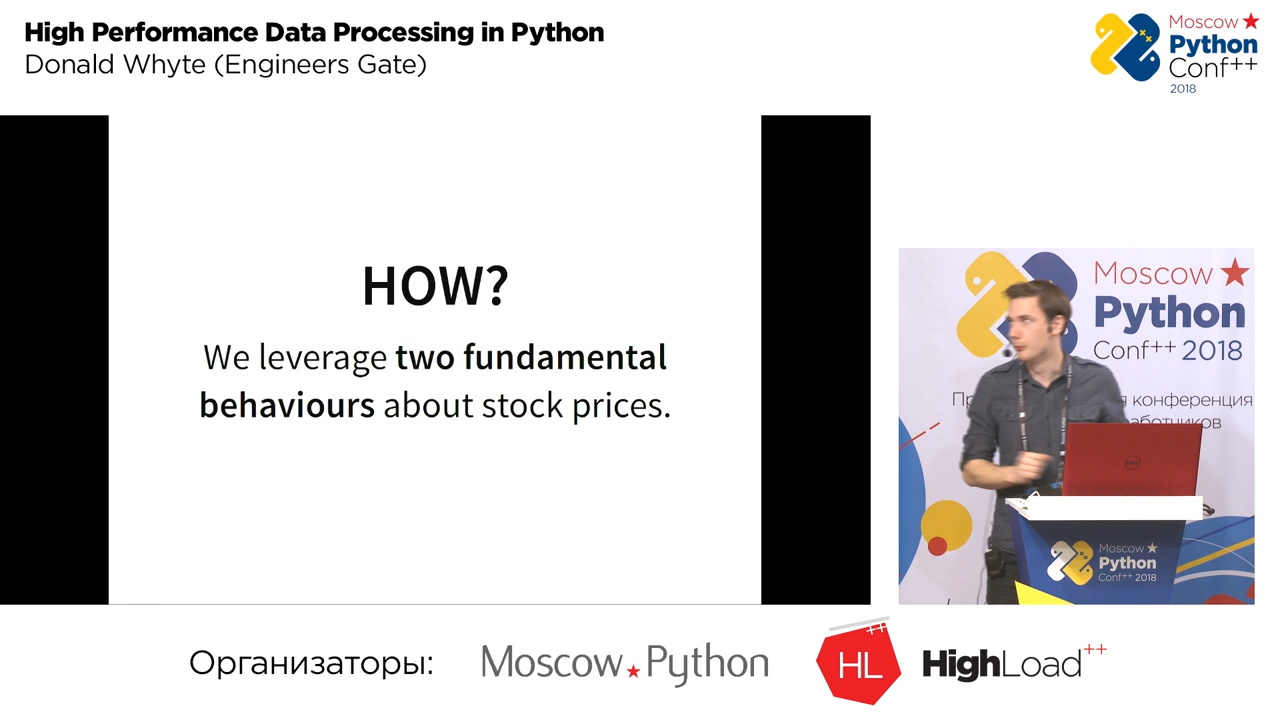 High Performance Data Processing in Python
Donald Whyte (Engineers Gate)
Moscow
Python
Conf++
2018
HOW?
We leverage two fundamental
behaviours about stock prices.
Moscow
Python
Conf++ 2018
конференция
Moscow
Python
Conf++ 2018
Организаторы:
Moscow Python
HL++
HighLoad++